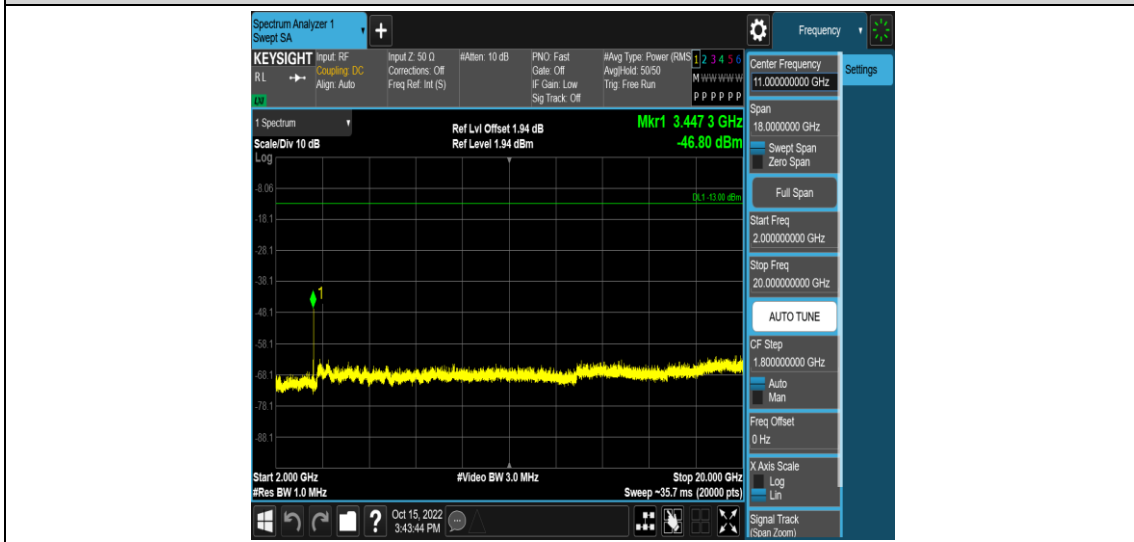 Spectrum Analyzer 1
Swept SA
+
Frequency
KEYSIGHT
RL
LXI
Input: RF
Coupling: DC
Align: Auto
Input Z: 50 Ω
Corrections: Off
Freq Ref: Int (S)
#Atten: 10 dB
PNO: Fast
Gate: Off
IF Gain: Low
Sig Track: Off
#Avg Type: Power (RMS
Avg|Hold: 50/50
Trig: Free Run
1 2 3 4 5 6
M W W W W W
P P P P P P
1 Spectrum
Scale/Div 10 dB
Log
Ref Lvl Offset 1.94 dB
Ref Level 1.94 dBm
Mkr1 3.447 3 GHz
-46.80 dBm
-8.06
DL1 -13.00 dBm
-18.1
-28.1
-38.1
1
-48.1
-58.1
-68.1
-78.1
-88.1
Start 2.000 GHz
#Res BW 1.0 MHz
#Video BW 3.0 MHz
Stop 20.000 GHz
Sweep ~35.7 ms (20000 pts)
?
Oct 15, 2022
3:43:44 PM
Center Frequency
11.000000000 GHz
Settings
Span
18.0000000 GHz
Swept Span
Zero Span
Full Span
Start Freq
2.000000000 GHz
Stop Freq
20.000000000 GHz
AUTO TUNE
CF Step
1.800000000 GHz
Auto
Man
Freq Offset
0 Hz
X Axis Scale
Log
Lin
Signal Track
(Span Zoom)